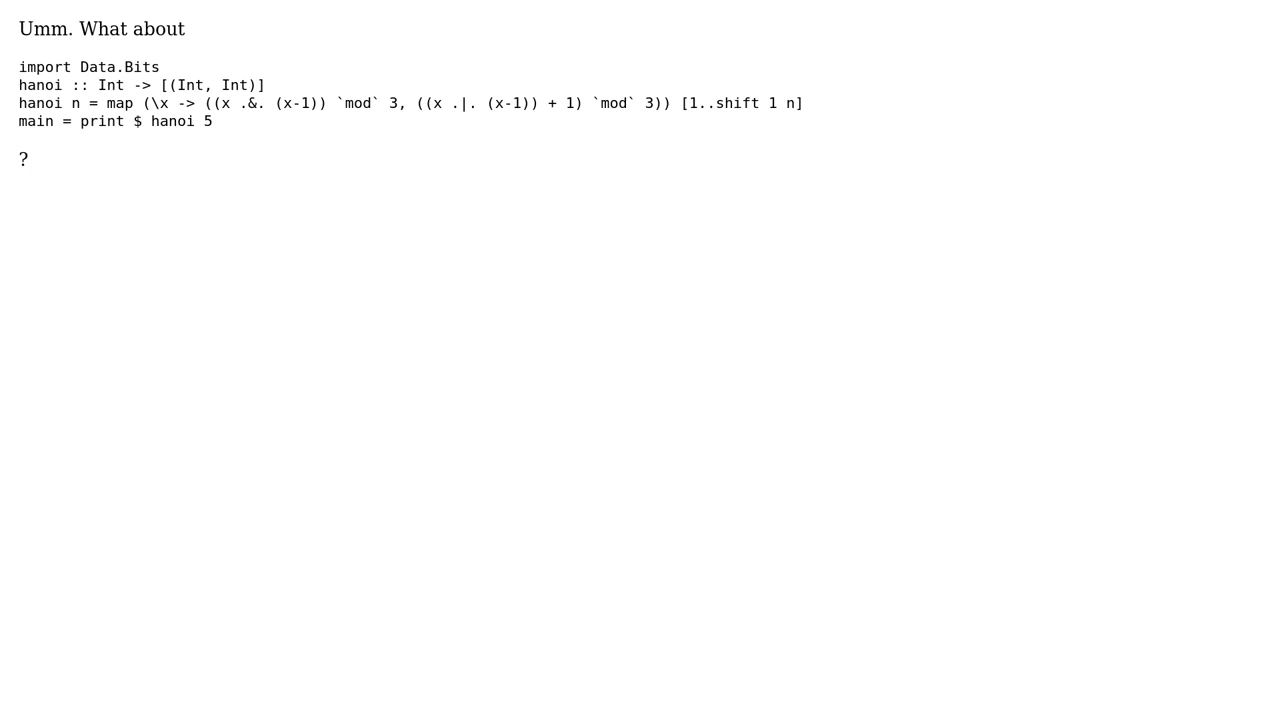 Umm. What about
import Data.Bits
hanoi :: Int -> [(Int, Int)]
hanoi n = map (\x -> ((x .&. (x-1)) `mod` 3, ((x .|. (x-1)) + 1) `mod` 3)) [1..shift 1 n]
main = print $ hanoi 5
?